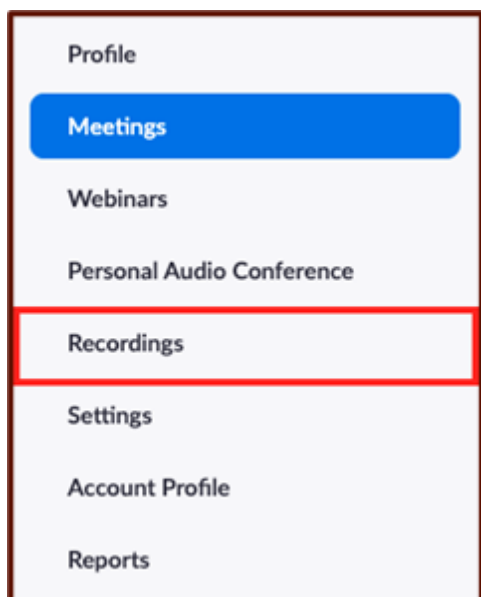 Profile
Meetings
Webinars
Personal Audio Conference
Recordings
Settings
Account Profile
Reports